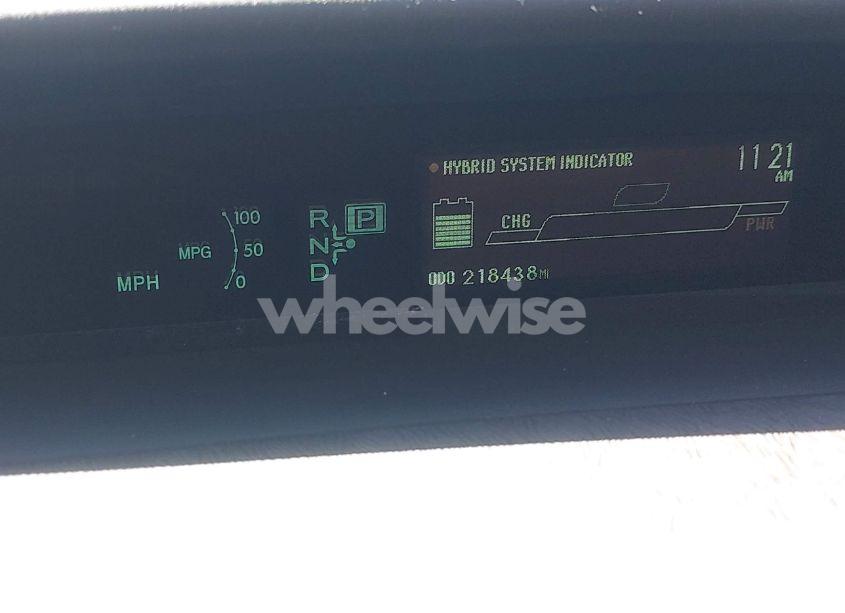 HYBRID SYSTEM INDICATOR
11 21
AM
100
R P
CHG
PWR
MPG 50
N
MPH
0
D
ODO 218438 MI
wheelwise